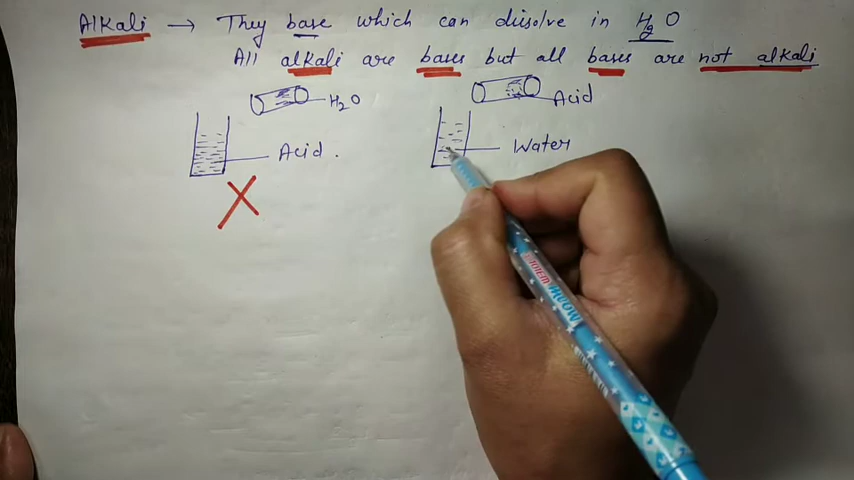 Alkali → They base which can dissolve in H2O
All alkali are bases but all bases are not alkali
H2O
Acid
Acid.
Water